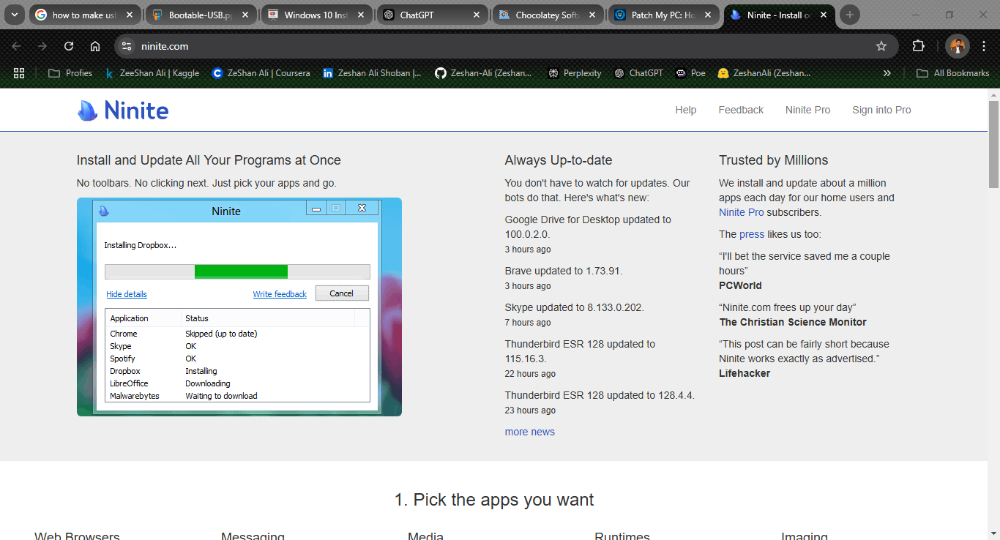 how to make usb
Bootable-USB.pp
Windows 10 Inst
ChatGPT
Chocolatey Softw
Patch My PC: Ho
Ninite - Install or
ninite.com
Profies
ZeeShan Ali | Kaggle
ZeShan Ali | Coursera
Zeshan Ali Shoban |...
Zeshan-Ali (Zeshan...
Perplexity
ChatGPT
Poe
ZeshanAli (Zeshan...
»
All Bookmarks
Ninite
Help
Feedback
Ninite Pro
Sign into Pro
Install and Update All Your Programs at Once
No toolbars. No clicking next. Just pick your apps and go.
Ninite
Installing Dropbox...
Hide details
Write feedback
Cancel
Application Status
Chrome Skipped (up to date)
Skype OK
Spotify OK
Dropbox Installing
LibreOffice Downloading
Malwarebytes Waiting to download
Always Up-to-date
You don't have to watch for updates. Our
bots do that. Here's what's new:
Google Drive for Desktop updated to
100.0.2.0.
3 hours ago
Brave updated to 1.73.91.
3 hours ago
Skype updated to 8.133.0.202.
7 hours ago
Thunderbird ESR 128 updated to
115.16.3.
22 hours ago
Thunderbird ESR 128 updated to 128.4.4.
23 hours ago
more news
Trusted by Millions
We install and update about a million
apps each day for our home users and
Ninite Pro subscribers.
The press likes us too:
“I'll bet the service saved me a couple
hours”
PCWorld
“Ninite.com frees up your day”
The Christian Science Monitor
“This post can be fairly short because
Ninite works exactly as advertised.”
Lifehacker
1. Pick the apps you want
Web Browsers
Messaging
Media
Runtimes
Imaging